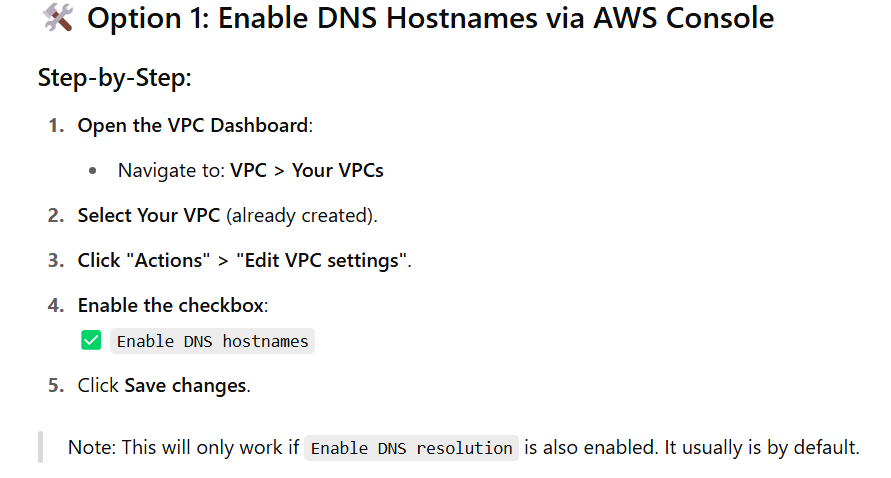 🛠️ Option 1: Enable DNS Hostnames via AWS Console
Step-by-Step:
1. Open the VPC Dashboard:
• Navigate to: VPC > Your VPCs
2. Select Your VPC (already created).
3. Click "Actions" > "Edit VPC settings".
4. Enable the checkbox:
✅ Enable DNS hostnames
5. Click Save changes.
Note: This will only work if Enable DNS resolution is also enabled. It usually is by default.